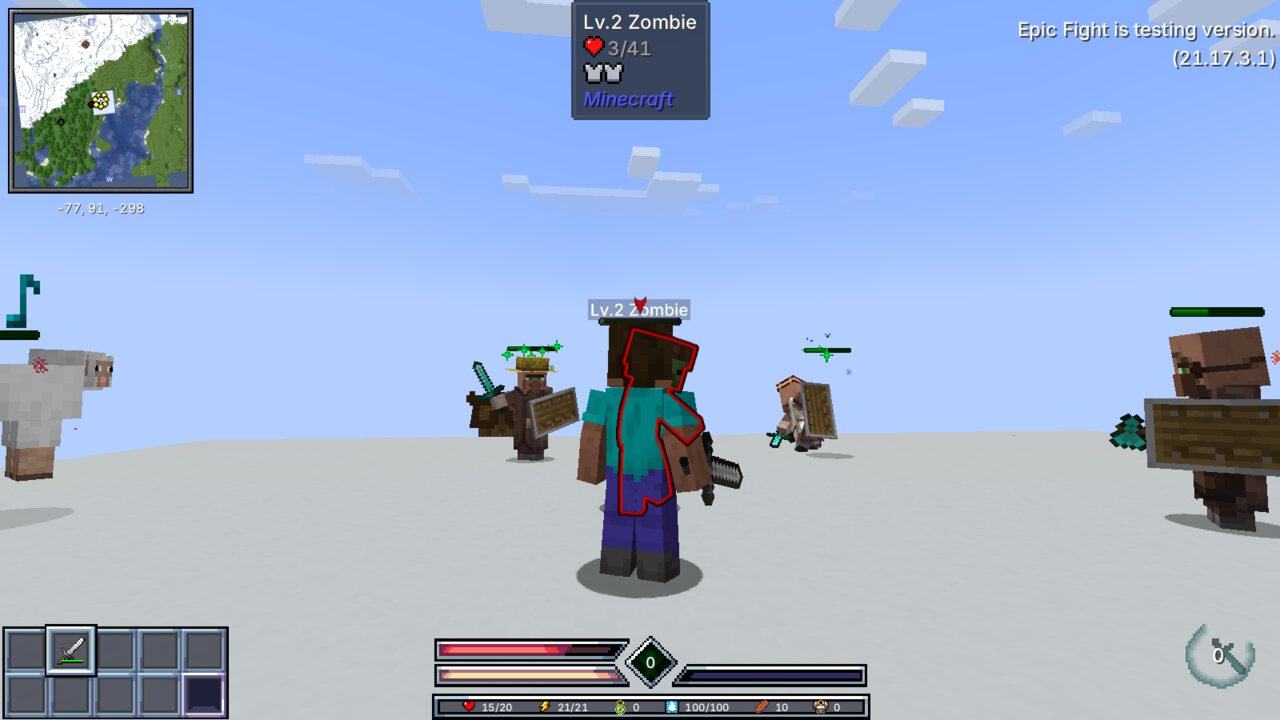 Lv.2 Zombie
3/41
Minecraft
Epic Fight is testing version.
(21.17.3.1)
-77, 91, -298
Lv.2 Zombie
0
15/20
21/21
0
100/100
10
0
0